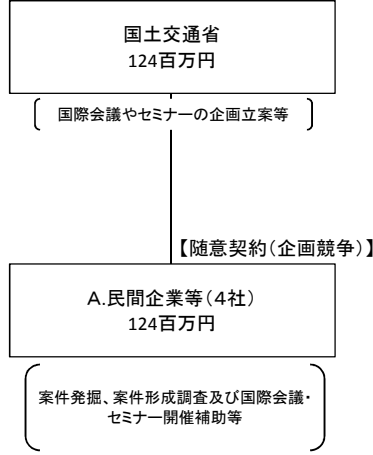 国土交通省
124百万円
国際会議やセミナーの企画立案等
【随意契約（企画競争）】
A.民間企業等（4社）
124百万円
案件発掘、案件形成調査及び国際会議・
セミナー開催補助等